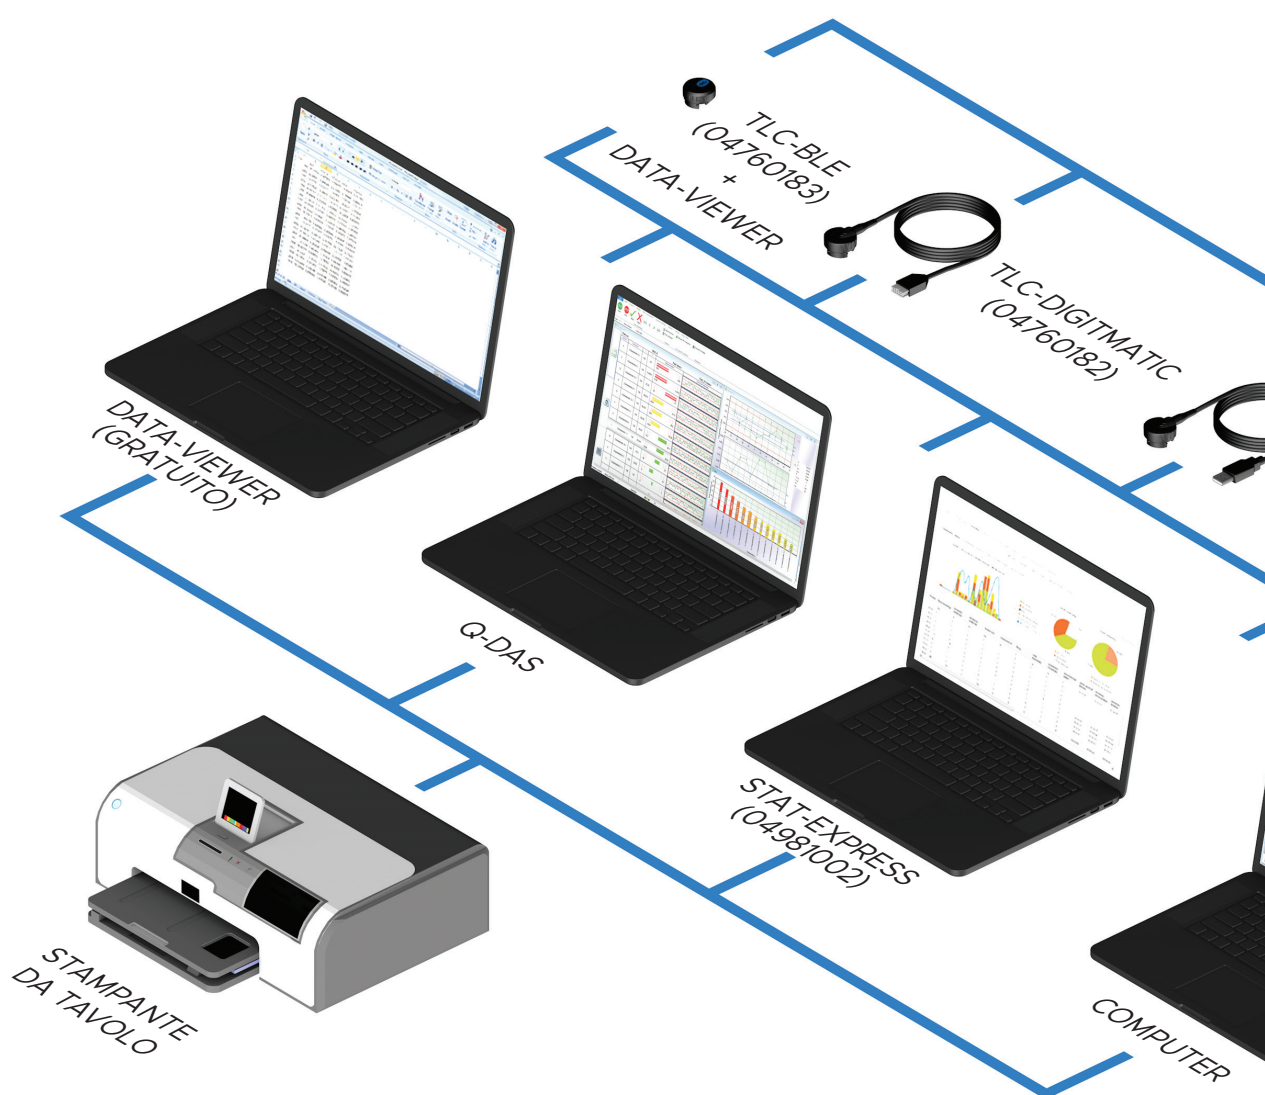 TLC-BLE
(04760183)
+
DATA-VIEWER
TLC-DIGITMATIC
(04760182)
DATA-VIEWER
(GRATUITO)
Q-DAS
STAT-EXPRESS
(04981002)
STAMPANTE
DA TAVOLO
COMPUTER